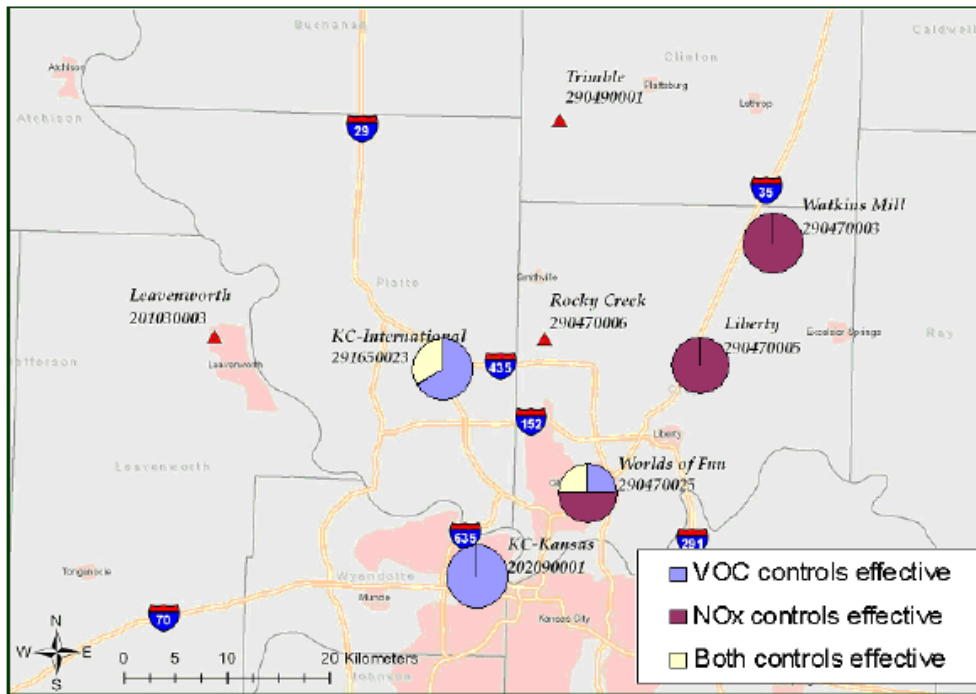 Buchanan
Caldwell
Clinton
Atchison
Trimble
290490001
Plattsburg
Lathrop
Atchison
29
35
Watkins Mill
290470003
Platte
Smithville
Leavenworth
201030003
Rocky Creek
290470006
Liberty
290470005
Excelsior Springs
Ray
KC-International
291650023
435
Jefferson
Leavenworth
152
Liberty
Worlds of Fun
290470025
Leavenworth
635
KC-Kansas
202090001
291
Tonganoxie
Wyandotte
Muncie
Kansas City
70
N
W E
S
0 5 10 20 Kilometers
Johnson
VOC controls effective
NOx controls effective
Both controls effective